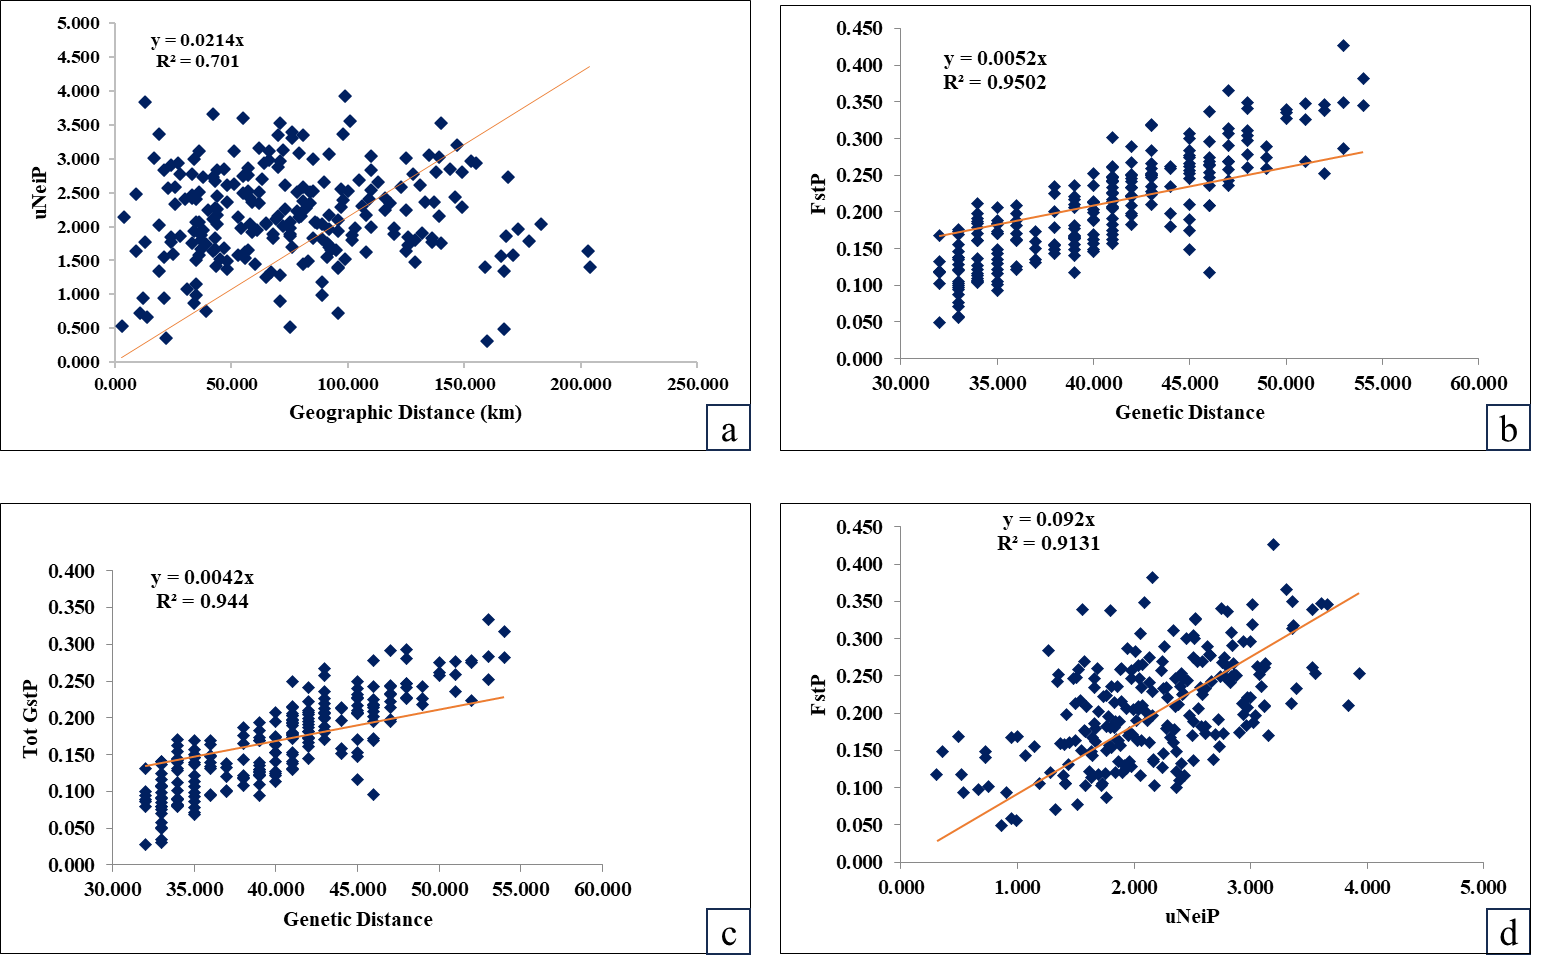 5.000
4.500
4.000
3.500
3.000
2.500
2.000
1.500
1.000
0.500
0.000
uNeiP
y = 0.0214x
R² = 0.701
0.000 50.000 100.000 150.000 200.000 250.000
Geographic Distance (km)
a
0.450
0.400
0.350
0.300
0.250
0.200
0.150
0.100
0.050
0.000
FstP
y = 0.0052x
R² = 0.9502
30.000 35.000 40.000 45.000 50.000 55.000 60.000
Genetic Distance
b
0.400
0.350
0.300
0.250
0.200
0.150
0.100
0.050
0.000
Tot GstP
y = 0.0042x
R² = 0.944
30.000 35.000 40.000 45.000 50.000 55.000 60.000
Genetic Distance
c
0.450
0.400
0.350
0.300
0.250
0.200
0.150
0.100
0.050
0.000
FstP
y = 0.092x
R² = 0.9131
0.000 1.000 2.000 3.000 4.000 5.000
uNeiP
d